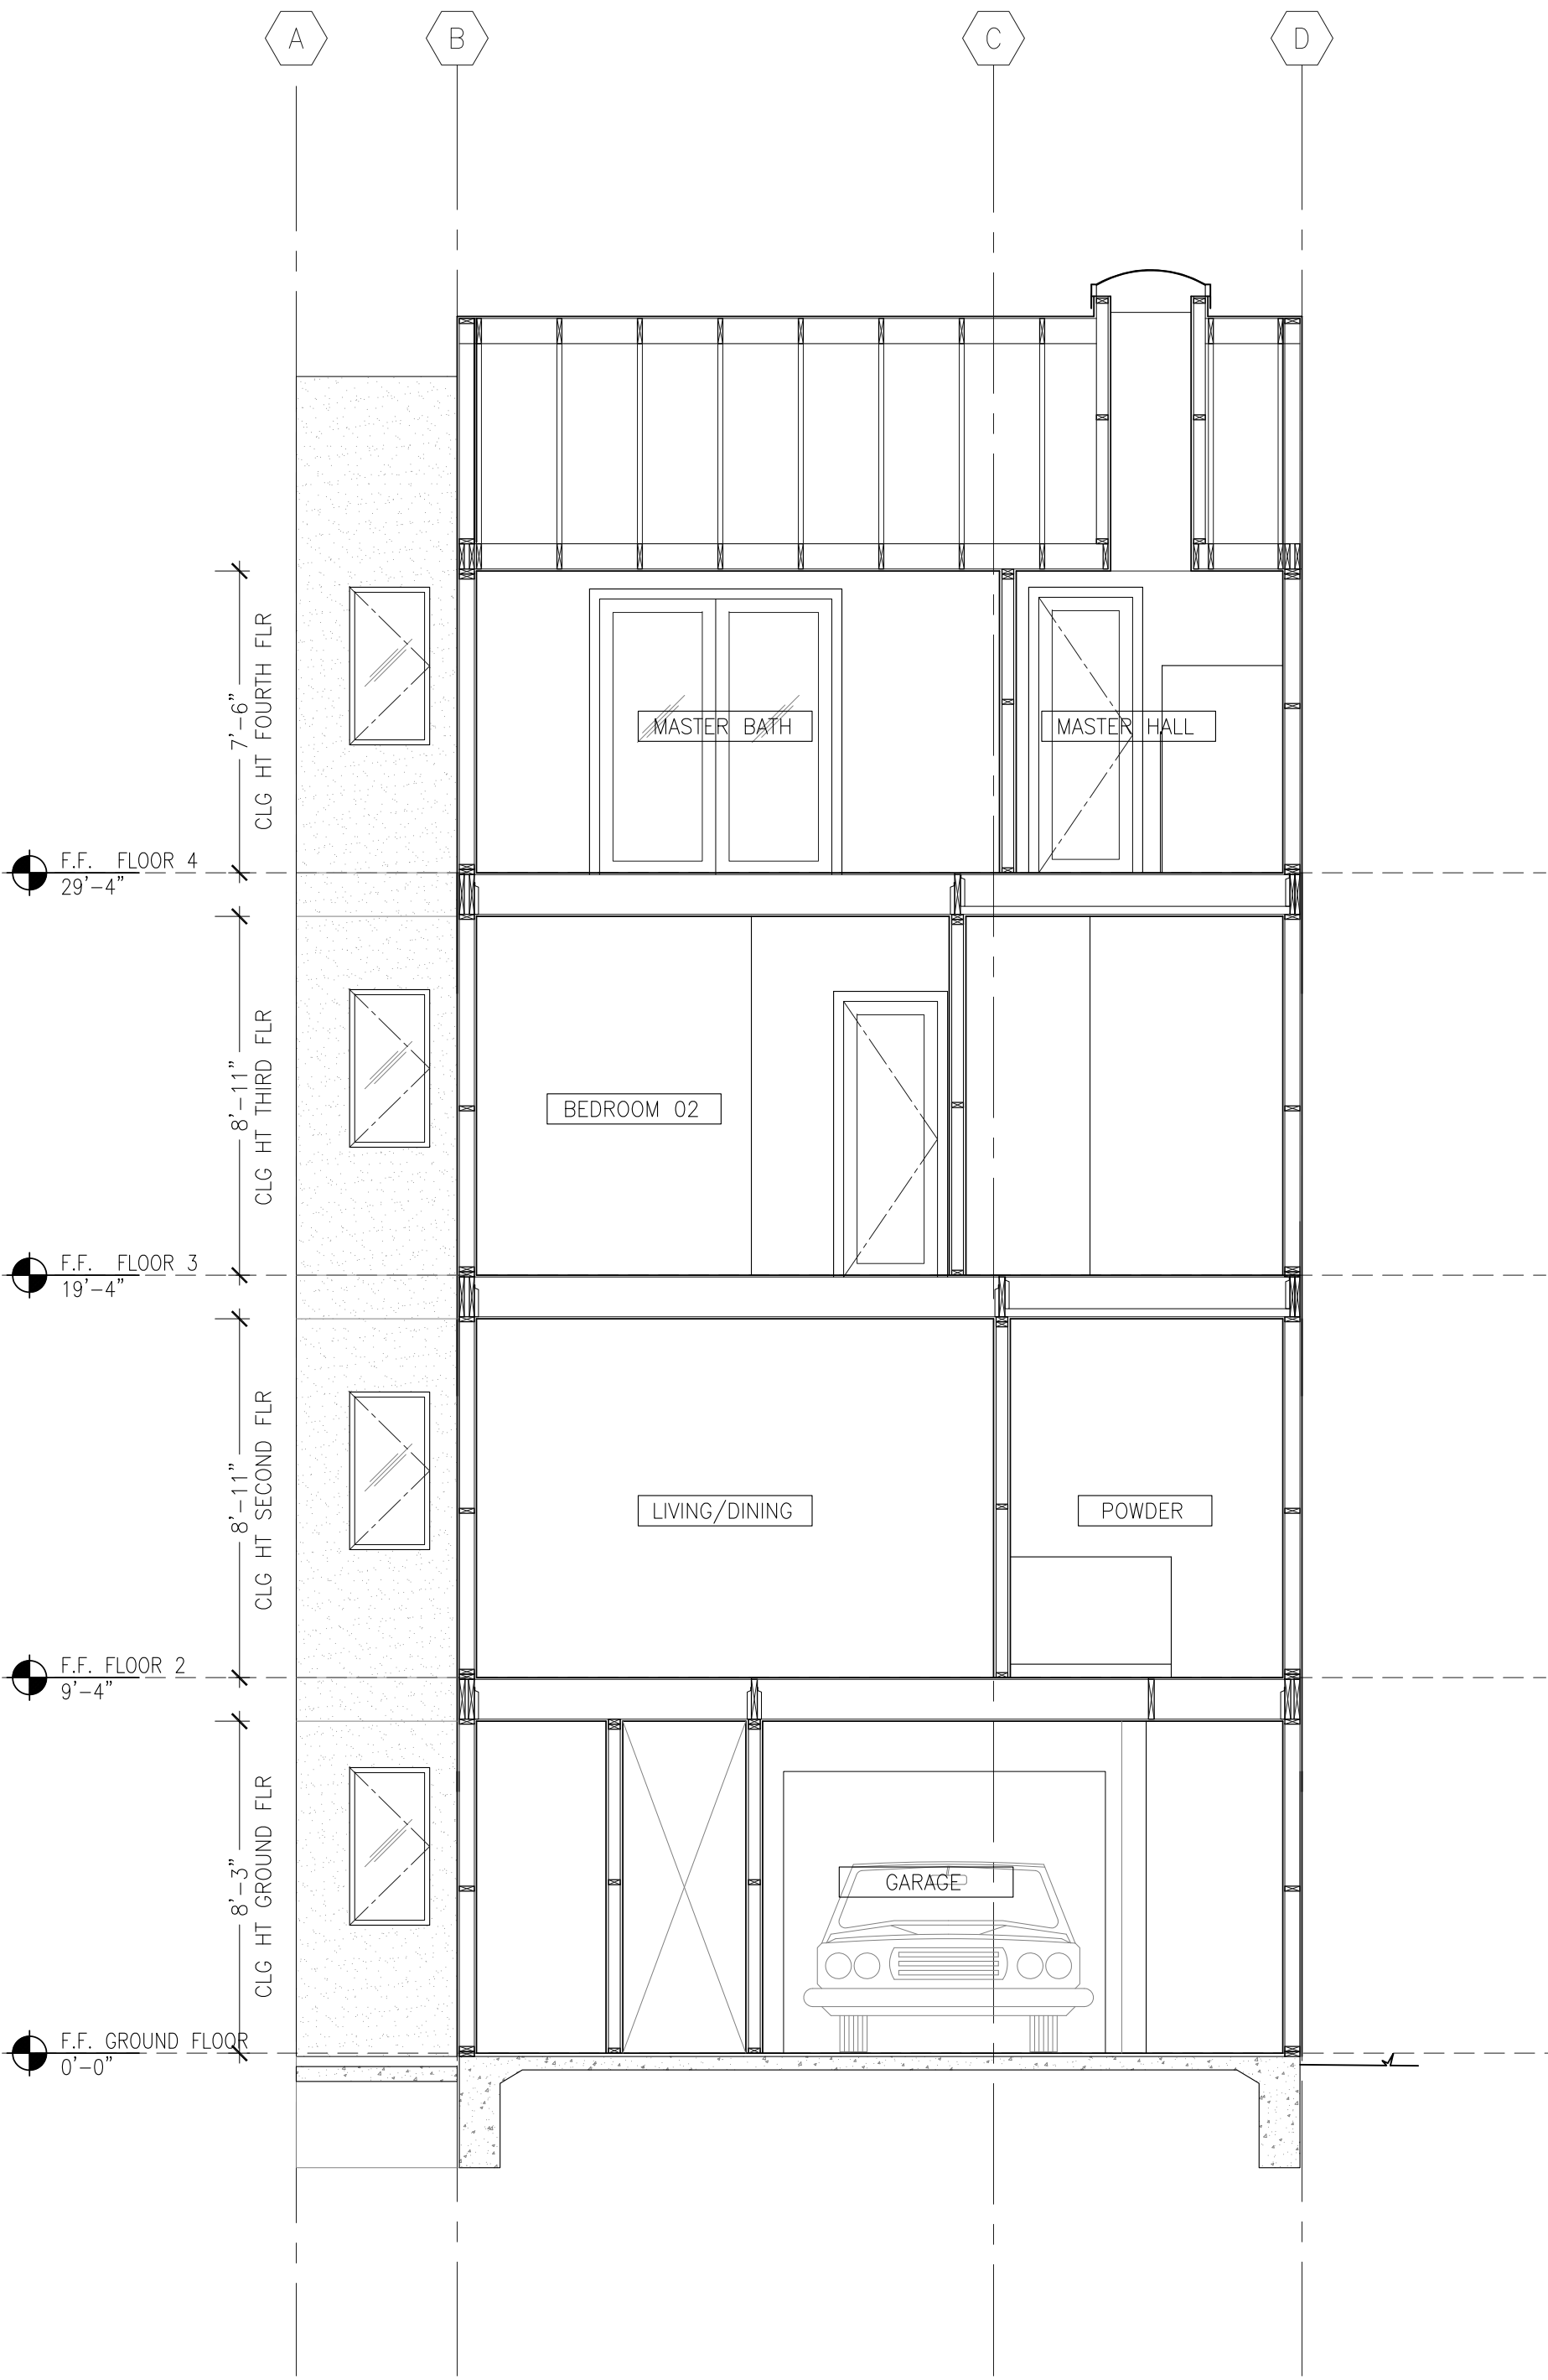 A
B
C
D
7'-6"
CLG HT FOURTH FLR
MASTER BATH
MASTER HALL
F.F. FLOOR 4
29'-4"
8'-11"
CLG HT THIRD FLR
BEDROOM 02
F.F. FLOOR 3
19'-4"
8'-11"
CLG HT SECOND FLR
LIVING/DINING
POWDER
F.F. FLOOR 2
9'-4"
8'-3"
CLG HT GROUND FLR
GARAGE
F.F. GROUND FLOOR
0'-0"